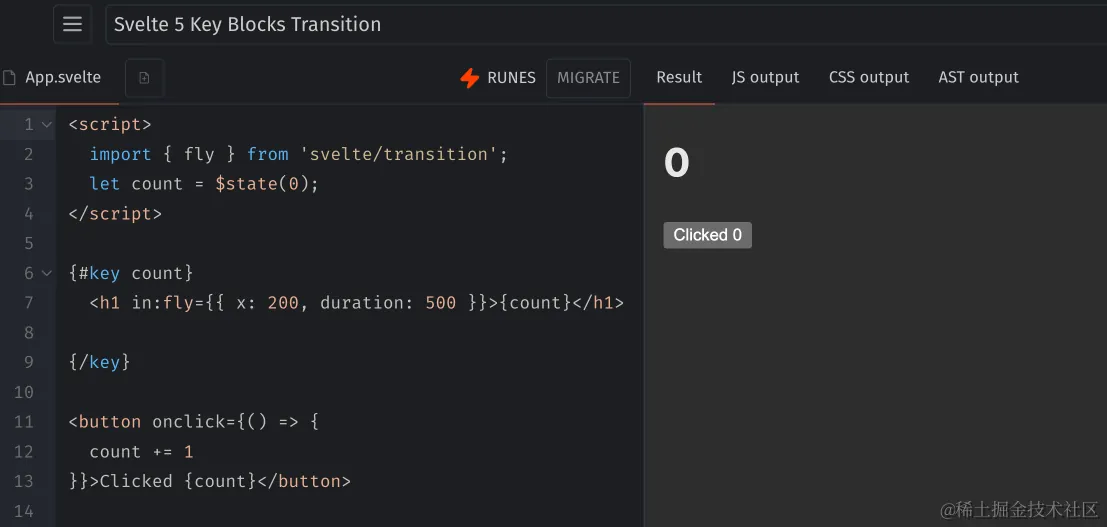 Svelte 5 Key Blocks Transition
App.svelte
RUNES MIGRATE
Result JS output CSS output AST output
1 <script>
2   import { fly } from 'svelte/transition';
3   let count = $state(0);
4 </script>
5
6 {#key count}
7   <h1 in:fly={{ x: 200, duration: 500 }}>{count}</h1>
8
9 {/key}
10
11 <button onclick={() => {
12   count += 1
13 }}>Clicked {count}</button>
14
0
Clicked 0
@稀土掘金技术社区